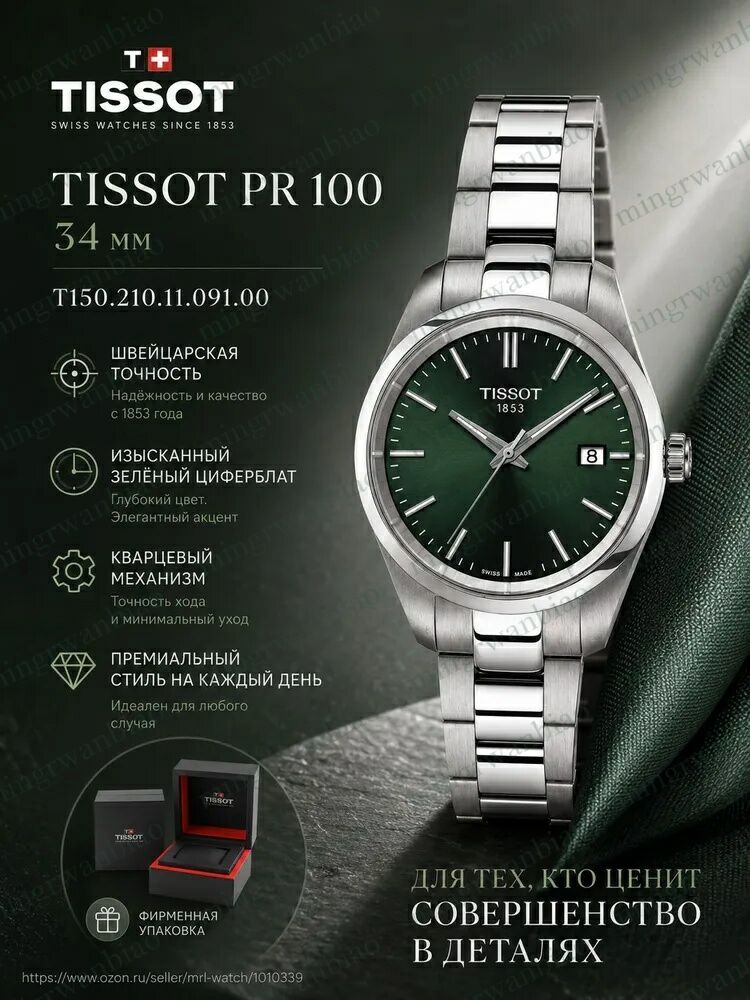 T+
TISSOT
SWISS WATCHES SINCE 1853
TISSOT PR 100
34 мм
T150.210.11.091.00
ШВЕЙЦАРСКАЯ
ТОЧНОСТЬ
Надёжность и качество
с 1853 года
ИЗЫСКАННЫЙ
ЗЕЛЁНЫЙ ЦИФЕРБЛАТ
Глубокий цвет.
Элегантный акцент
КВАРЦЕВЫЙ
МЕХАНИЗМ
Точность хода
и минимальный уход
ПРЕМИАЛЬНЫЙ
СТИЛЬ НА КАЖДЫЙ ДЕНЬ
Идеален для любого
случая
TISSOT
1853
8
SWISS MADE
TISSOT
TISSOT
ФИРМЕННАЯ
УПАКОВКА
ДЛЯ ТЕХ, КТО ЦЕНИТ
СОВЕРШЕНСТВО
В ДЕТАЛЯХ
https://www.ozon.ru/seller/mrl-watch/1010339
mingrwanbiao